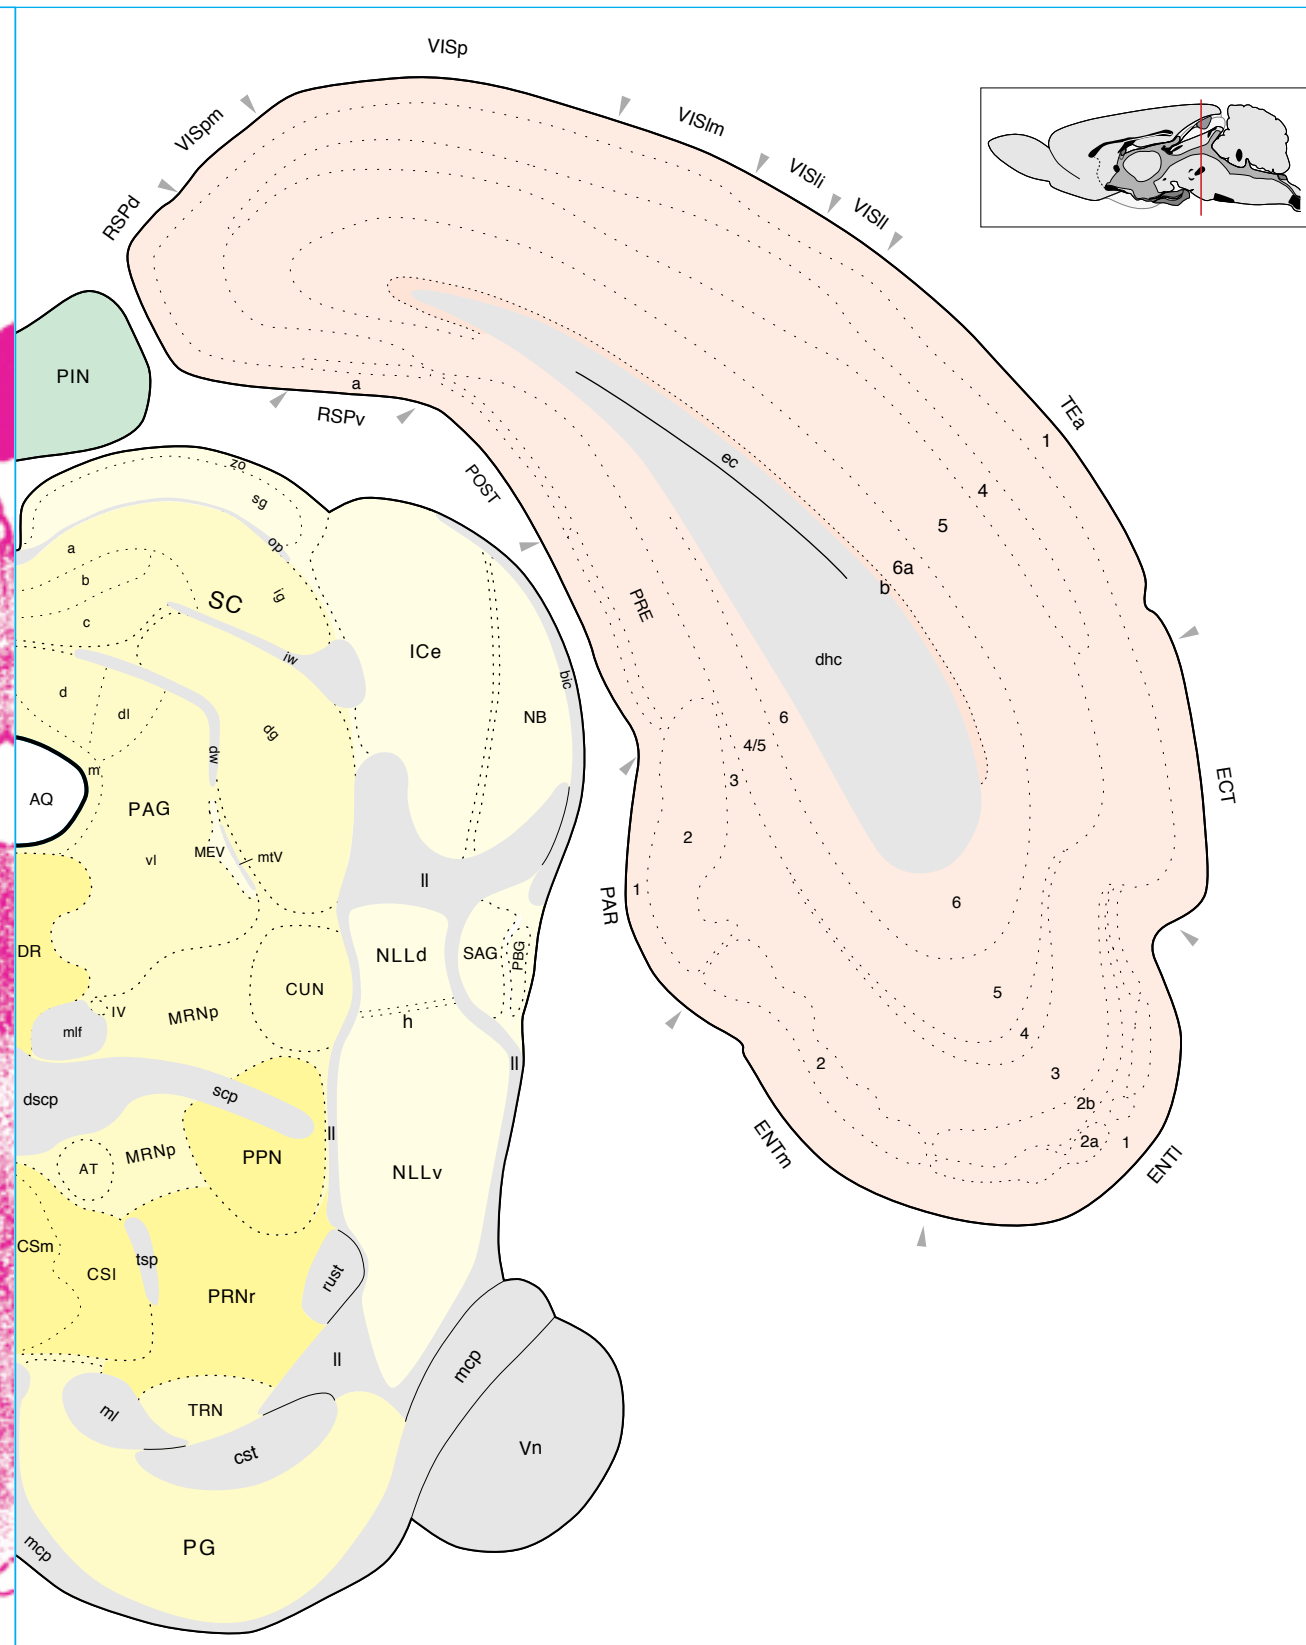 VISp
VISpm
VISlm
VISli
VISll
RSPd
PIN
a
RSPv
TEa
1
POST
ec
4
5
zo
sg
op
a
b
SC
ig
c
6a
b
PRE
ICe
iw
dhc
bic
d
dl
dg
NB
6
dw
4/5
m
3
AQ
PAG
ECT
2
vl
MEV
mtV
ll
1
PAR
6
DR
NLLd
SAG
PBG
CUN
5
IV
MRNp
h
mlf
4
ll
2
3
dscp
scp
2b
ll
2a
1
AT
MRNp
PPN
ENTm
ENTl
NLLv
CSm
tsp
CSl
rust
PRNr
ll
mcp
ml
TRN
cst
Vn
mcp
PG